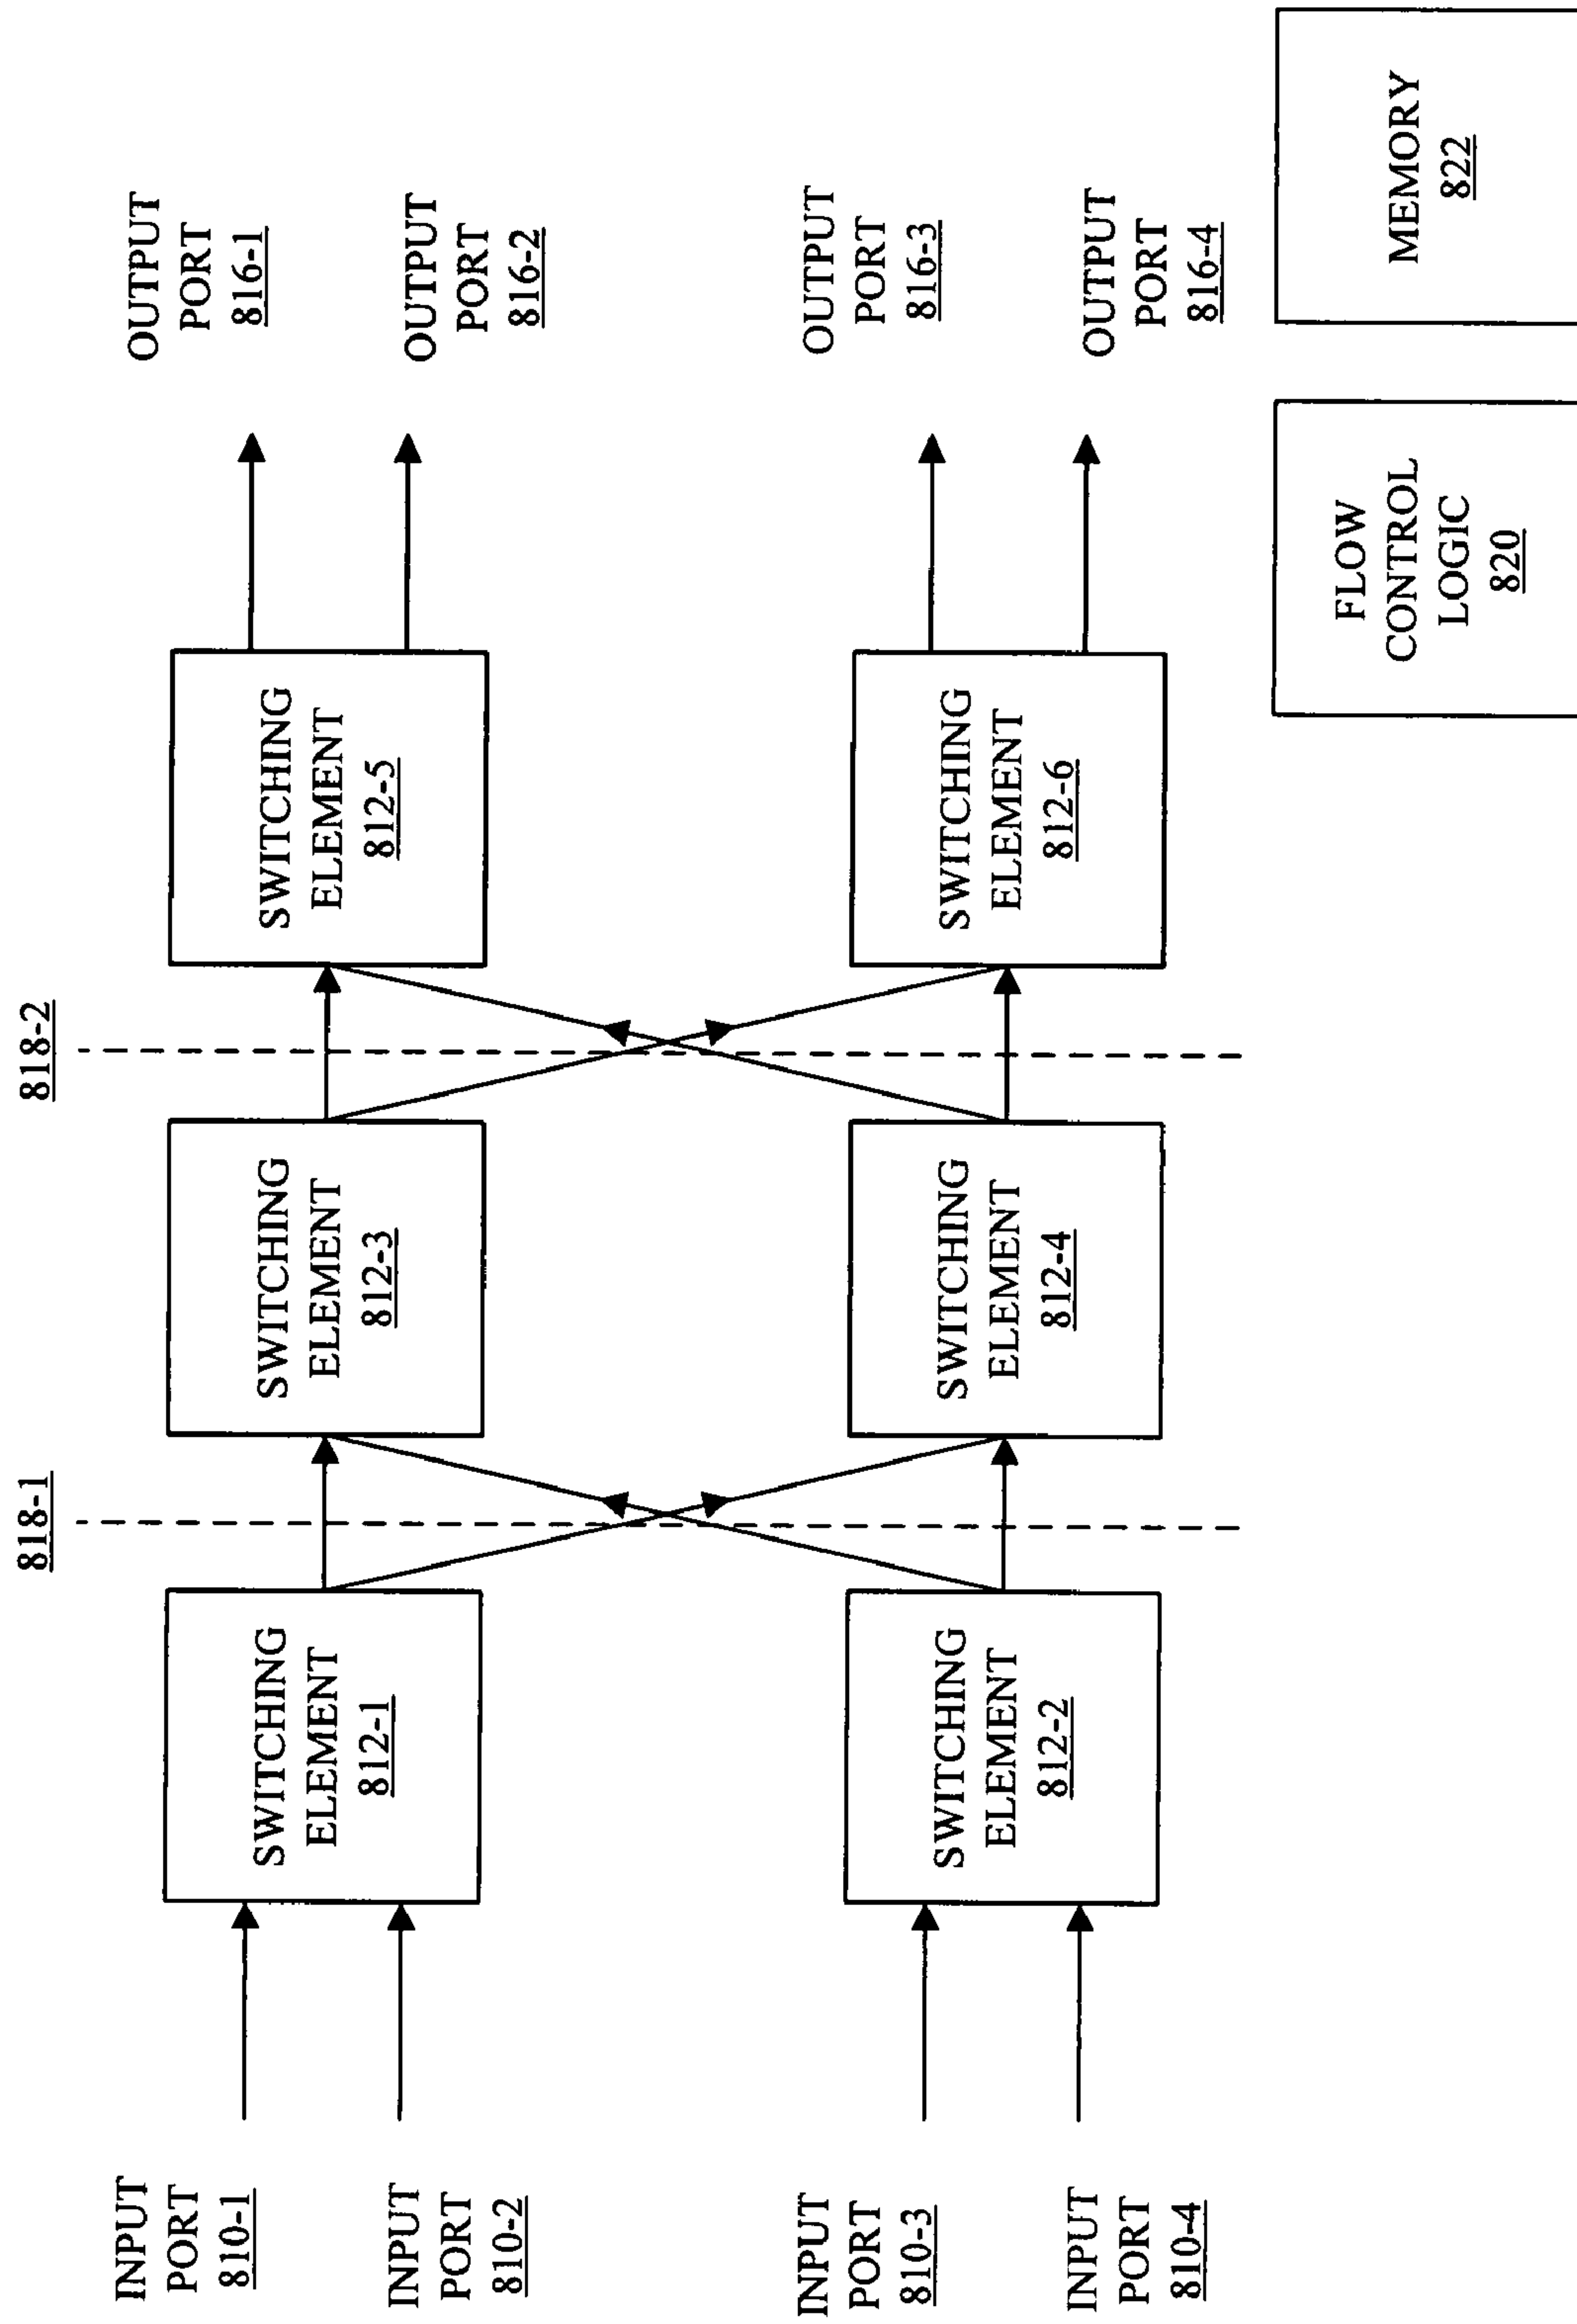 818-1
818-2
INPUT
PORT
810-1
SWITCHING
ELEMENT
812-1
SWITCHING
ELEMENT
812-3
SWITCHING
ELEMENT
812-5
OUTPUT
PORT
816-1
INPUT
PORT
810-2
OUTPUT
PORT
816-2
INPUT
PORT
810-3
SWITCHING
ELEMENT
812-2
SWITCHING
ELEMENT
812-4
SWITCHING
ELEMENT
812-6
OUTPUT
PORT
816-3
INPUT
PORT
810-4
OUTPUT
PORT
816-4
FLOW
CONTROL
LOGIC
820
MEMORY
822